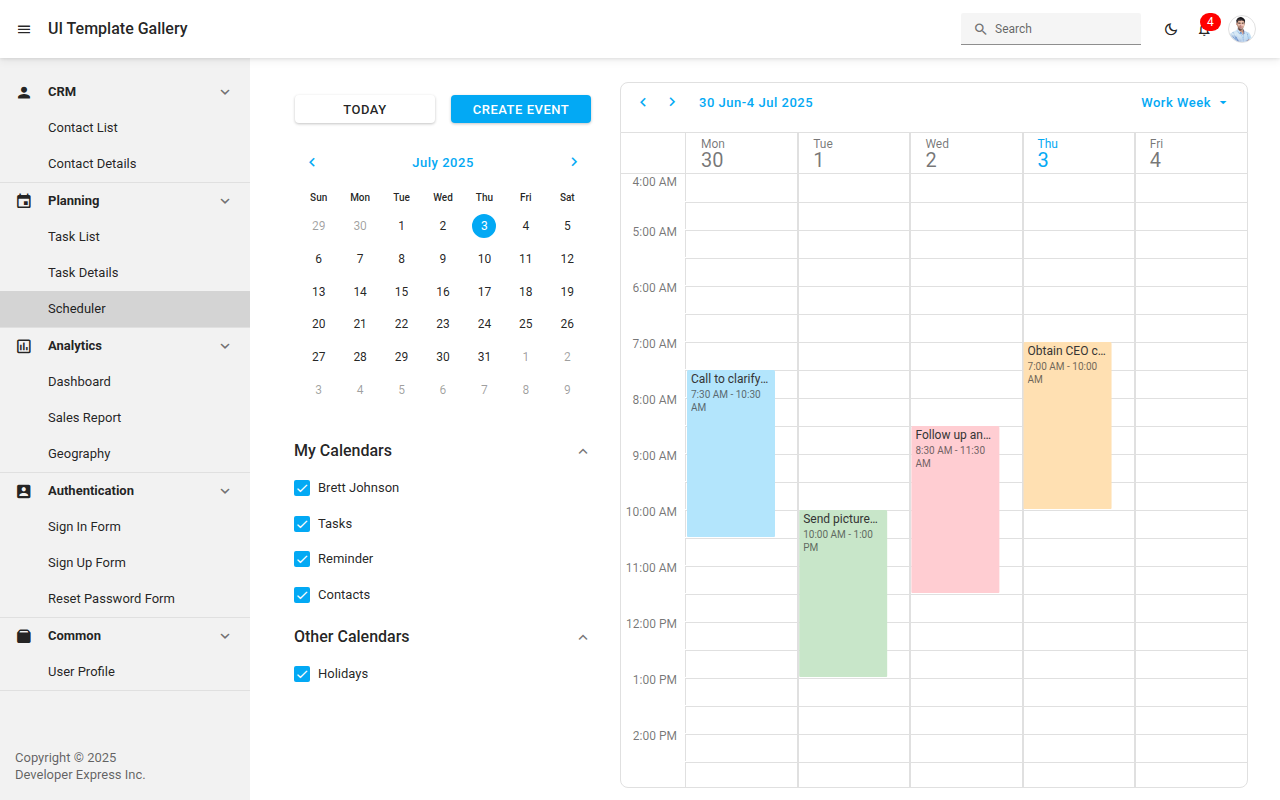 UI Template Gallery
Search
4
CRM
Contact List
Contact Details
Planning
Task List
Task Details
Scheduler
Analytics
Dashboard
Sales Report
Geography
Authentication
Sign In Form
Sign Up Form
Reset Password Form
Common
User Profile
Copyright © 2025
Developer Express Inc.
TODAY
CREATE EVENT
July 2025
Sun Mon Tue Wed Thu Fri Sat
29 30 1 2 3 4 5
6 7 8 9 10 11 12
13 14 15 16 17 18 19
20 21 22 23 24 25 26
27 28 29 30 31 1 2
3 4 5 6 7 8 9
My Calendars
Brett Johnson
Tasks
Reminder
Contacts
Other Calendars
Holidays
30 Jun-4 Jul 2025
Work Week
Mon Tue Wed Thu Fri
30 1 2 3 4
4:00 AM
5:00 AM
6:00 AM
7:00 AM
8:00 AM
9:00 AM
10:00 AM
11:00 AM
12:00 PM
1:00 PM
2:00 PM
Call to clarify...
7:30 AM - 10:30
AM
Send picture...
10:00 AM - 1:00
PM
Follow up an...
8:30 AM - 11:30
AM
Obtain CEO c...
7:00 AM - 10:00
AM